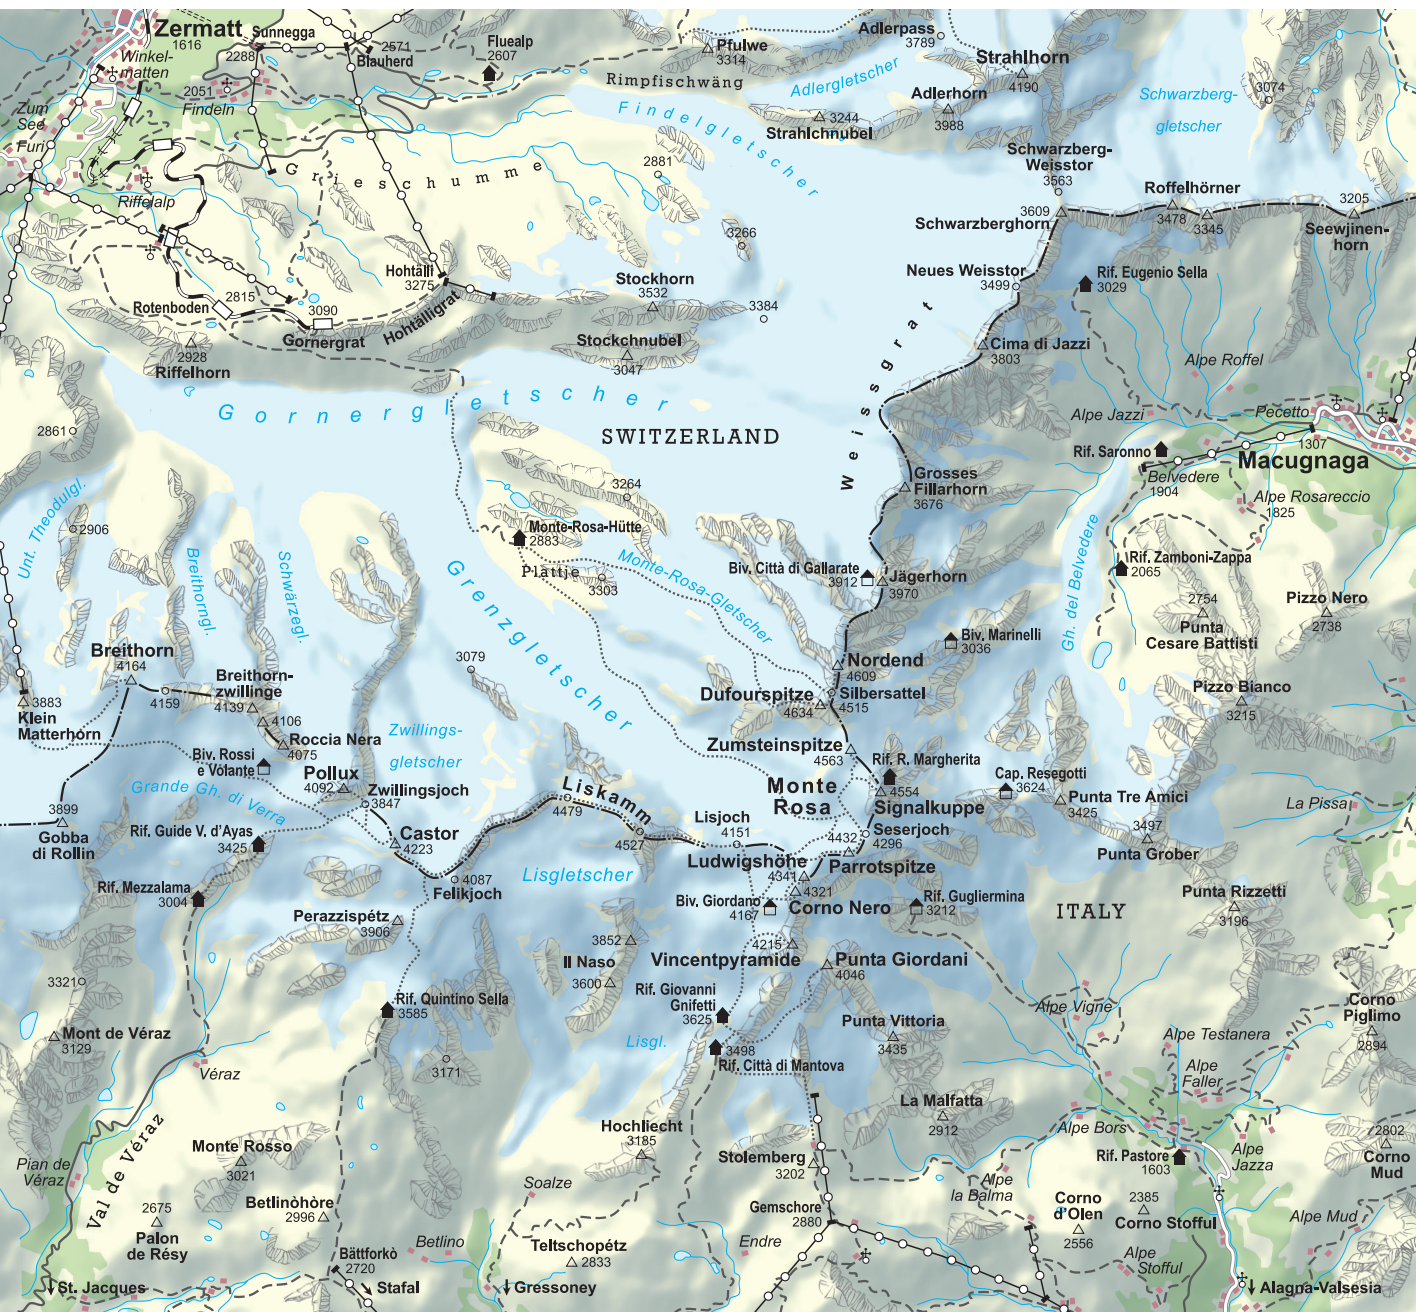 Zermatt
1616
Sunnegga
2288
2571
Blauherd
Fluealp
2607
Pfulwe
3314
Adlerpass
3789
Strahlhorn
4190
Winkel-
matten
2051
Findeln
Rimpfischwäng
Adlergletscher
Adlerhorn
3988
Schwarzberg-
gletscher
3074
Zum
See
Furi
Findelgletscher
3244
Strahlchnubel
Grieschumme
2881
Schwarzberg-
Weisstor
3563
Riffelalp
Roffelhörner
3478
3345
3205
Seewjinen-
horn
3609
Schwarzberghorn
3266
Hohtälli
3275
Stockhorn
3532
3384
Neues Weisstor
3499
Rif. Eugenio Sella
3029
Rotenboden
2815
3090
Gornergrat
Hohtälligrat
2928
Riffelhorn
Stockchnubel
3047
Weissgrat
Cima di Jazzi
3803
Alpe Roffel
Gornergletscher
SWITZERLAND
Alpe Jazzi
Pecetto
1307
Macugnaga
2861
Rif. Saronno
Belvedere
1904
Alpe Rosareccio
1825
Grosses
Fillarhorn
3676
3264
Unt. Theodulgl.
2906
Monte-Rosa-Hütte
2883
Plattje
3303
Breithorngl.
Schwärzegl.
Grenzgletscher
Monte-Rosa-Gletscher
Biv. Città di Gallarate
3912
Jägerhorn
3970
Gh. del Belvedere
Rif. Zamboni-Zappa
2065
2754
Punta
Cesare Battisti
Pizzo Nero
2738
Biv. Marinelli
3036
Breithorn
4164
4159
Breithorn-
zwillinge
4139
4106
3079
Nordend
4609
Silbersattel
4515
Dufourspitze
4634
Pizzo Bianco
3215
3883
Klein
Matterhorn
Roccia Nera
4075
Zwillings-
gletscher
Biv. Rossi
e Volante
Zumsteinspitze
4563
Rif. R. Margherita
4554
Signalkuppe
Monte
Rosa
Cap. Resegotti
3624
Punta Tre Amici
3425
3497
Punta Grober
La Pissa
Pollux
4092
Zwillingsjoch
3847
Grande Gh. di Verra
3899
Gobba
di Rollin
Rif. Guide V. d'Ayas
3425
Castor
4223
Liskamm
4479
4527
Lisjoch
4151
Seserjoch
4296
4432
Parrotspitze
Ludwigshöhe
4341
4321
Corno Nero
Lisgletscher
4087
Felikjoch
Rif. Mezzalama
3004
Perazzispétz
3906
Biv. Giordano
4167
Rif. Gugliermina
3212
ITALY
Punta Rizzetti
3196
3852
Il Naso
3600
4215
Vincentpyramide
Punta Giordani
4046
3321
Rif. Quintino Sella
3585
Rif. Giovanni
Gnifetti
3625
Alpe Vigne
Corno
Piglimo
2894
Mont de Véraz
3129
Lisgl.
3498
Rif. Città di Mantova
Punta Vittoria
3435
Alpe Testanera
Alpe
Faller
Véraz
3171
La Malfatta
2912
Val de Véraz
Pian de
Véraz
Monte Rosso
3021
Hochliecht
3185
Stolemberg
3202
Alpe Bors
Rif. Pastore
1603
Alpe
Jazza
2802
Corno
Mud
2675
Palon
de Résy
Betlinòhòre
2996
Soalze
Gemschore
2880
Alpe
la Balma
Corno
d'Olen
2556
2385
Corno Stofful
Alpe Mud
Bättforkò
2720
Betlino
Teltschopétz
2833
Endre
Alpe
Stofful
St. Jacques
Stafal
Gressoney
Alagna-Valsesia